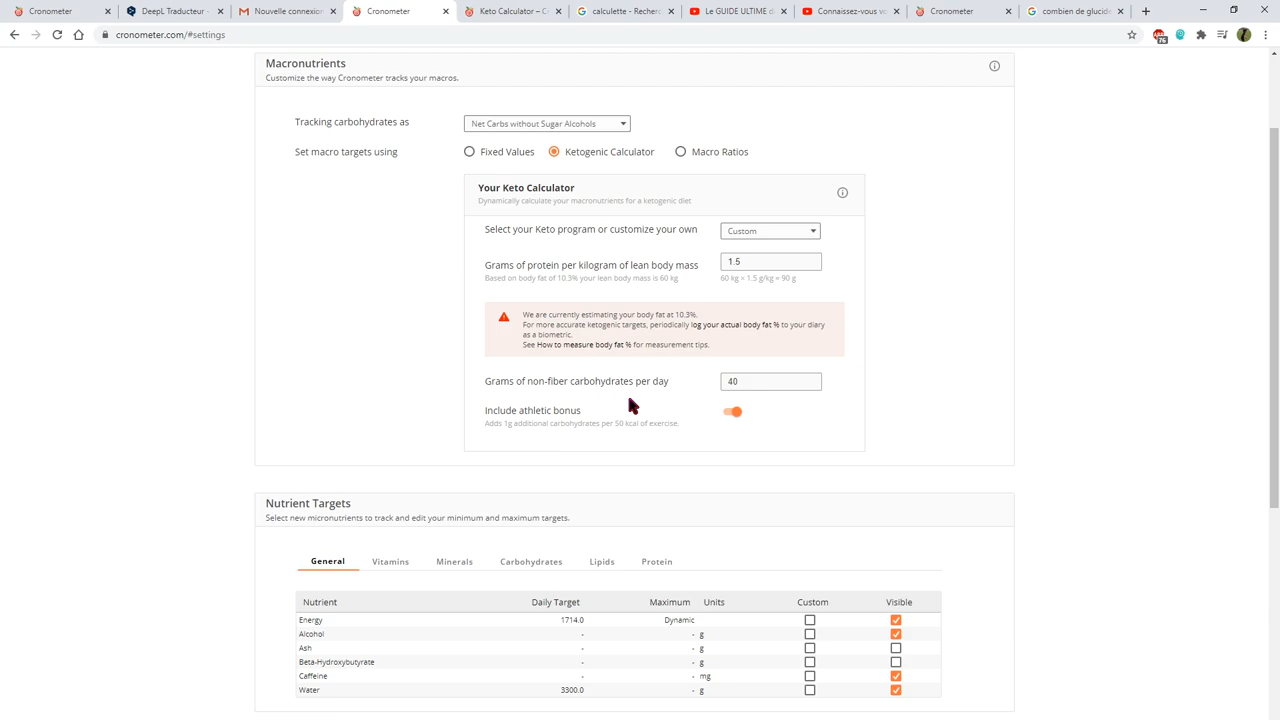 Cronometer
DeepL Traducteur
Nouvelle connexion
Cronometer
Keto Calculator – C
calculette - Recherc
Le GUIDE ULTIME d
Connaissez-vous vo
Cronometer
combien de glucide
cronometer.com/#settings
Macronutrients
Customize the way Cronometer tracks your macros.
Tracking carbohydrates as
Net Carbs without Sugar Alcohols
Set macro targets using
Fixed Values
Ketogenic Calculator
Macro Ratios
Your Keto Calculator
Dynamically calculate your macronutrients for a ketogenic diet
Select your Keto program or customize your own
Custom
Grams of protein per kilogram of lean body mass
1.5
Based on body fat of 10.3% your lean body mass is 60 kg
60 kg × 1.5 g/kg = 90 g
We are currently estimating your body fat at 10.3%.
For more accurate ketogenic targets, periodically log your actual body fat % to your diary
as a biometric.
See How to measure body fat % for measurement tips.
Grams of non-fiber carbohydrates per day
40
Include athletic bonus
Adds 1g additional carbohydrates per 50 kcal of exercise.
Nutrient Targets
Select new micronutrients to track and edit your minimum and maximum targets.
General Vitamins Minerals Carbohydrates Lipids Protein
Nutrient Daily Target Maximum Units Custom Visible
Energy 1714.0 Dynamic
Alcohol - - g
Ash - - g
Beta-Hydroxybutyrate - - g
Caffeine - - mg
Water 3300.0 - g